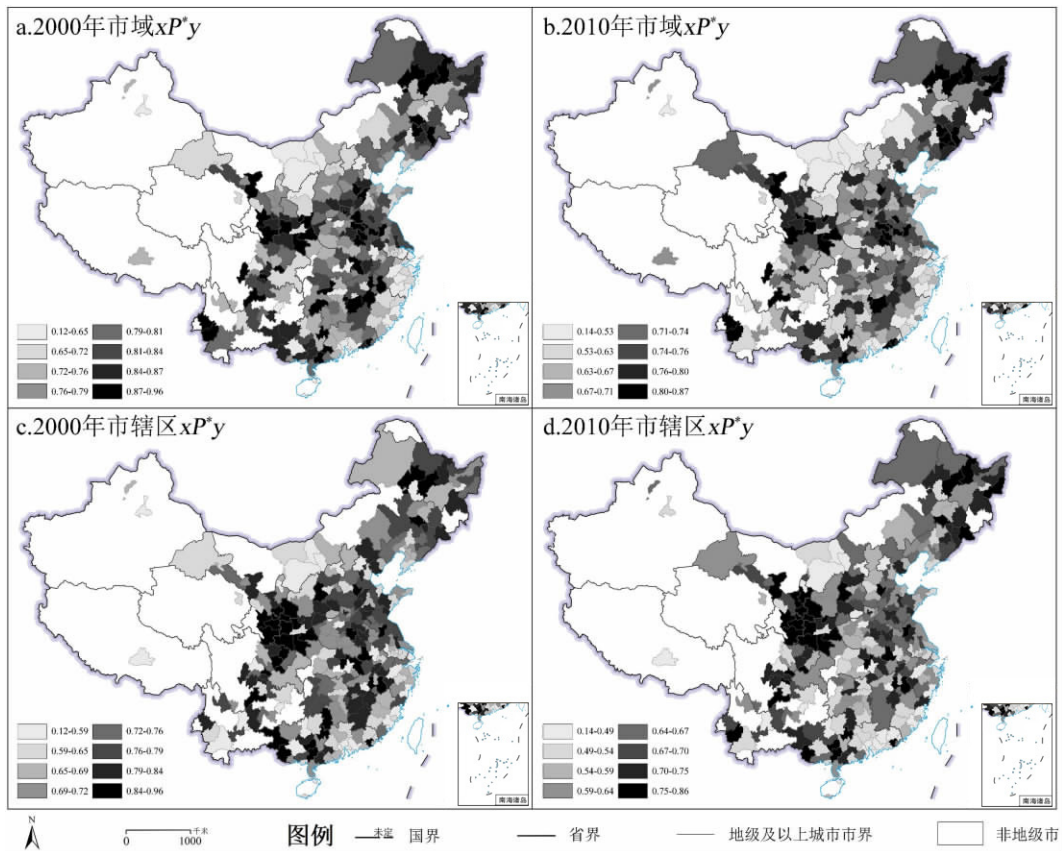 a.2000年市域xP*y
0.12-0.65 0.79-0.81
0.65-0.72 0.81-0.84
0.72-0.76 0.84-0.87
0.76-0.79 0.87-0.96
南海诸岛
b.2010年市域xP*y
0.14-0.53 0.71-0.74
0.53-0.63 0.74-0.76
0.63-0.67 0.76-0.80
0.67-0.71 0.80-0.87
南海诸岛
c.2000年市辖区xP*y
0.12-0.59 0.72-0.76
0.59-0.65 0.76-0.79
0.65-0.69 0.79-0.84
0.69-0.72 0.84-0.96
南海诸岛
d.2010年市辖区xP*y
0.14-0.49 0.64-0.67
0.49-0.54 0.67-0.70
0.54-0.59 0.70-0.75
0.59-0.64 0.75-0.86
南海诸岛
N
0 1000 千米
图例 未定 国界 省界 地级及以上城市市界 非地级市